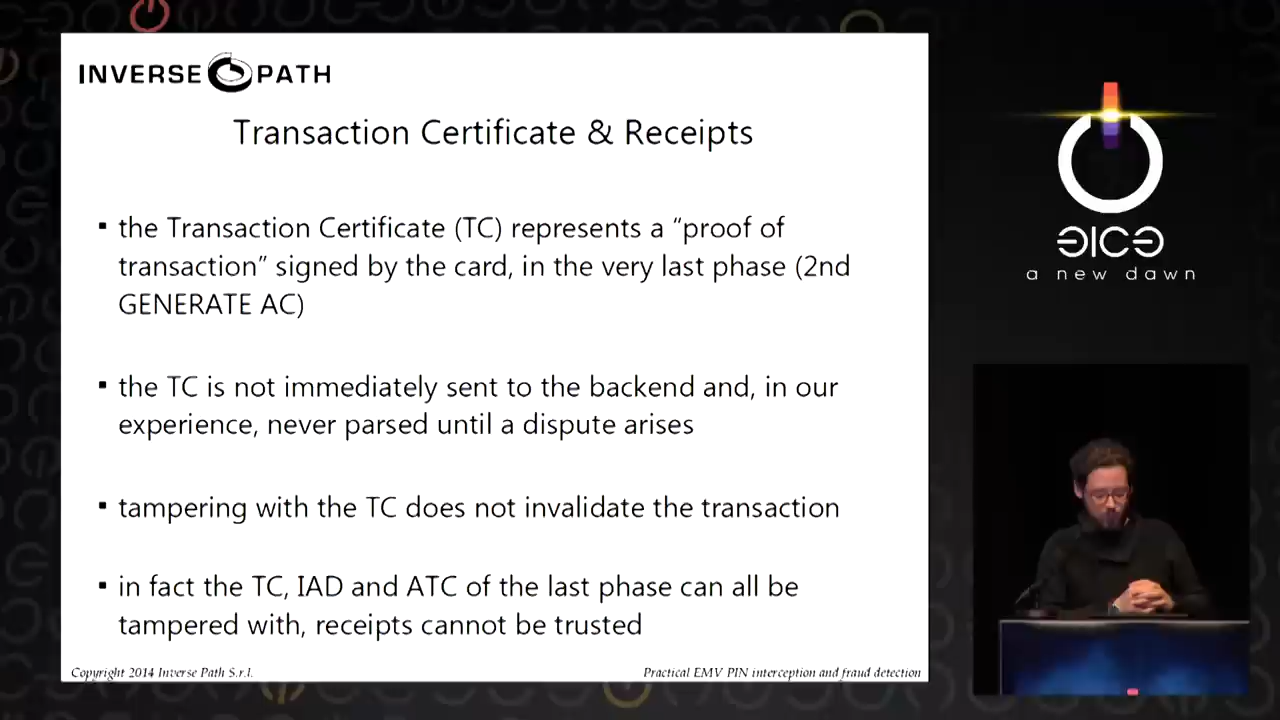 INVERSE PATH
Transaction Certificate & Receipts
▪ the Transaction Certificate (TC) represents a “proof of
transaction” signed by the card, in the very last phase (2nd
GENERATE AC)
▪ the TC is not immediately sent to the backend and, in our
experience, never parsed until a dispute arises
▪ tampering with the TC does not invalidate the transaction
▪ in fact the TC, IAD and ATC of the last phase can all be
tampered with, receipts cannot be trusted
Copyright 2014 Inverse Path S.r.l.
Practical EMV PIN interception and fraud detection
a new dawn